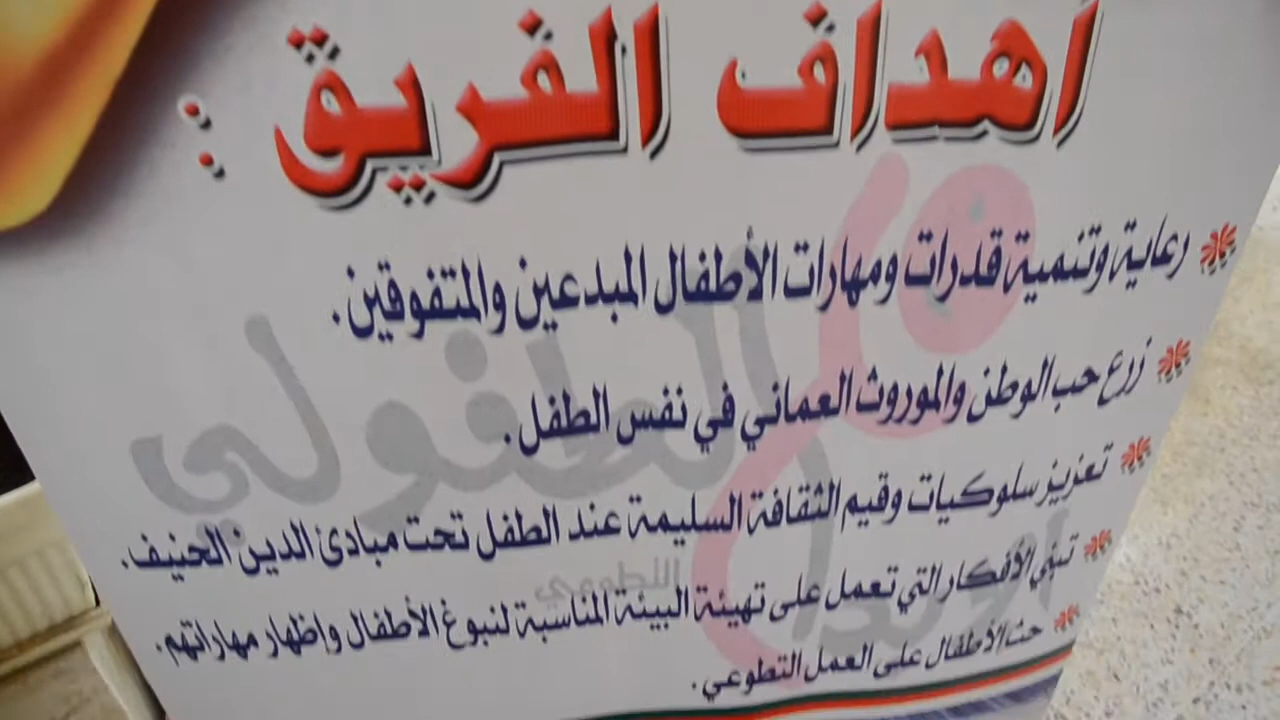 أهداف الفريق :
رعاية وتنمية قدرات ومهارات الأطفال المبدعين والمتفوقين.
زرع حب الوطن والموروث العماني في نفس الطفل.
تعزيز سلوكيات وقيم الثقافة السليمة عند الطفل تحت مبادئ الدين الحنيف.
تبني الأفكار التي تعمل على تهيئة البيئة المناسبة لنبوغ الأطفال وإظهار مهاراتهم.
حث الأطفال على العمل التطوعي.
الطفولي
التطوعي